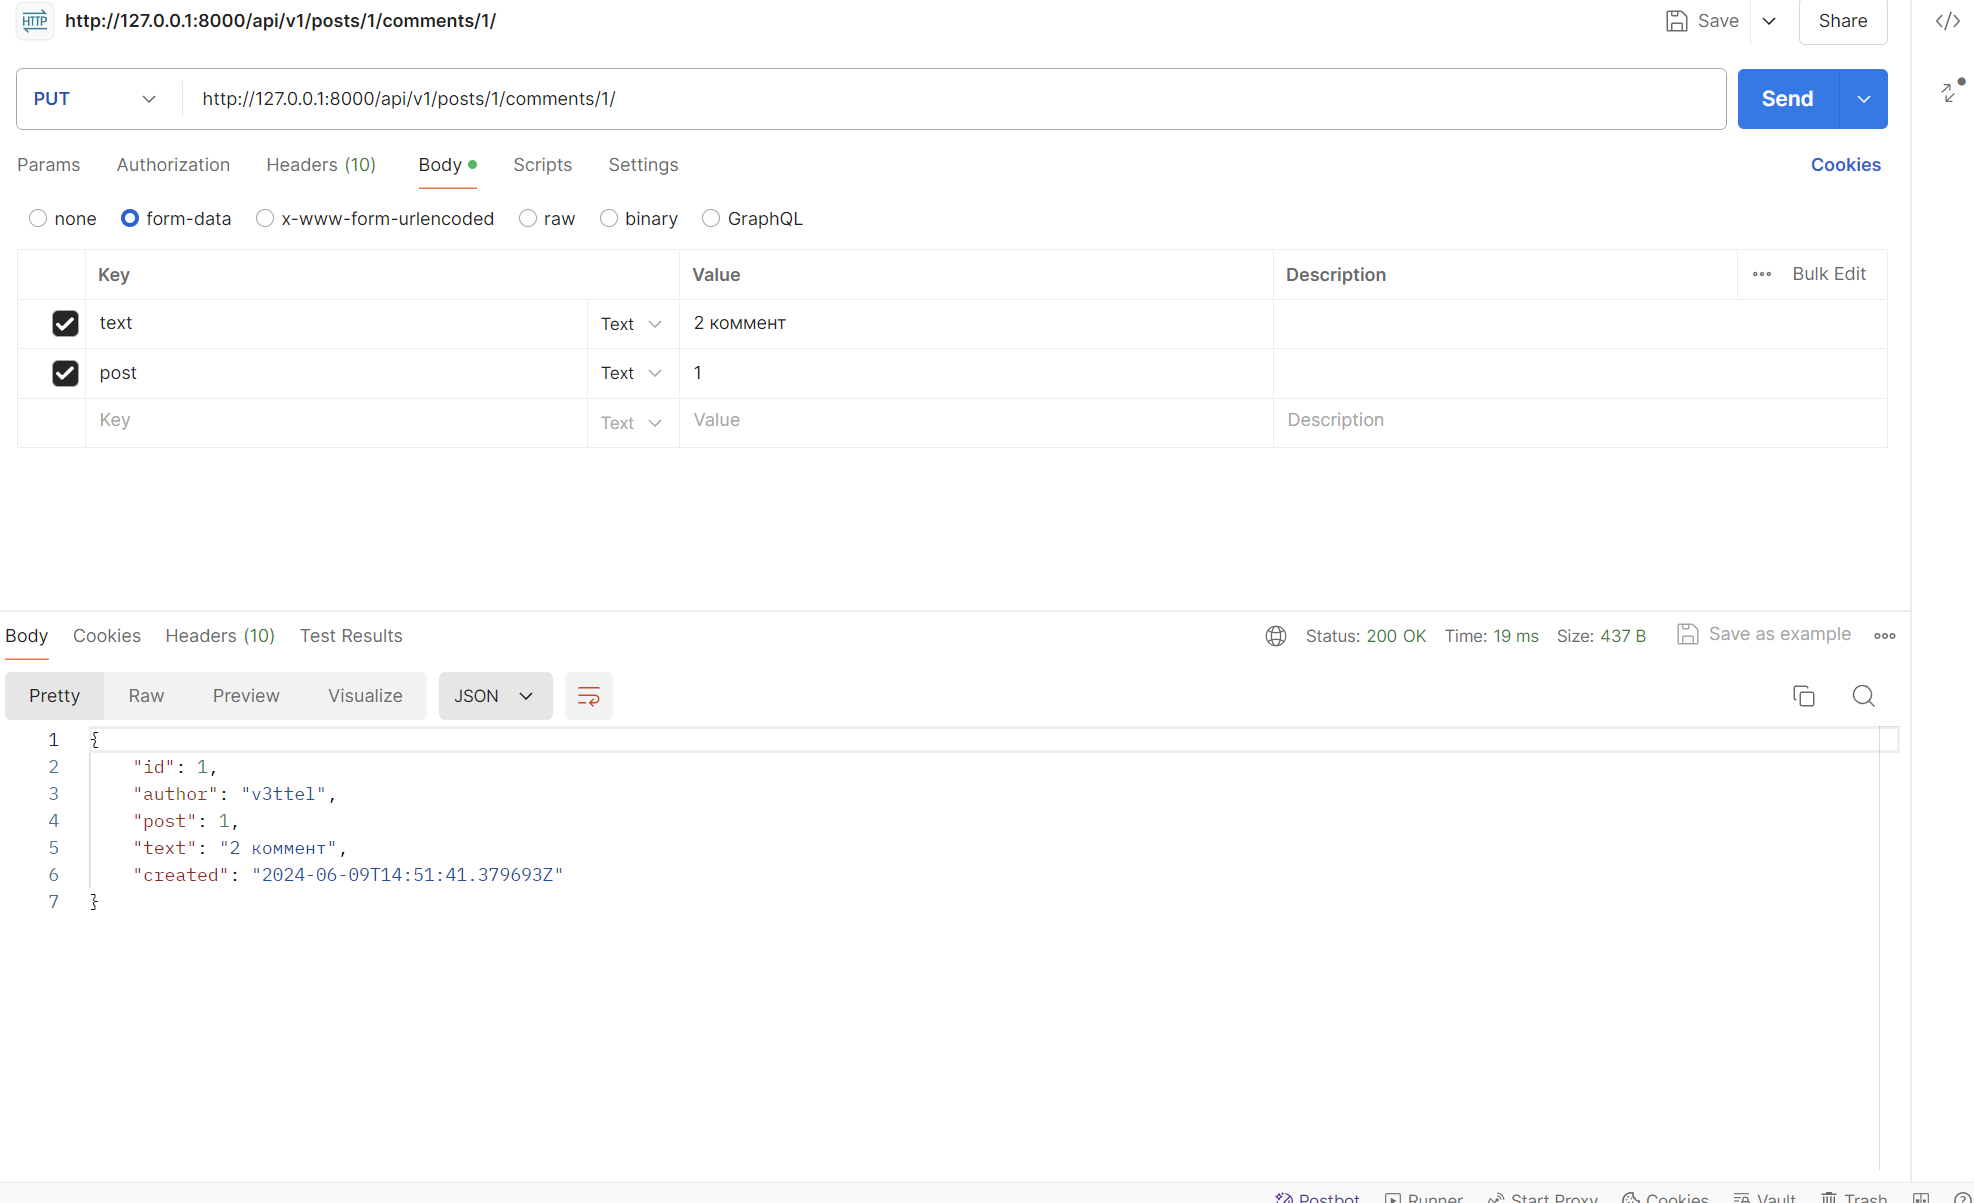 HTTP http://127.0.0.1:8000/api/v1/posts/1/comments/1/ Save Share
PUT http://127.0.0.1:8000/api/v1/posts/1/comments/1/ Send
Params Authorization Headers (10) Body Scripts Settings Cookies
none form-data x-www-form-urlencoded raw binary GraphQL
Key Value Description Bulk Edit
text Text 2 коммент
post Text 1
Key Text Value Description
Body Cookies Headers (10) Test Results Status: 200 OK Time: 19 ms Size: 437 B Save as example
Pretty Raw Preview Visualize JSON
1 {
2 "id": 1,
3 "author": "v3ttel",
4 "post": 1,
5 "text": "2 коммент",
6 "created": "2024-06-09T14:51:41.379693Z"
7 }
Postbot Runner Start Proxy Cookies Vault Trash